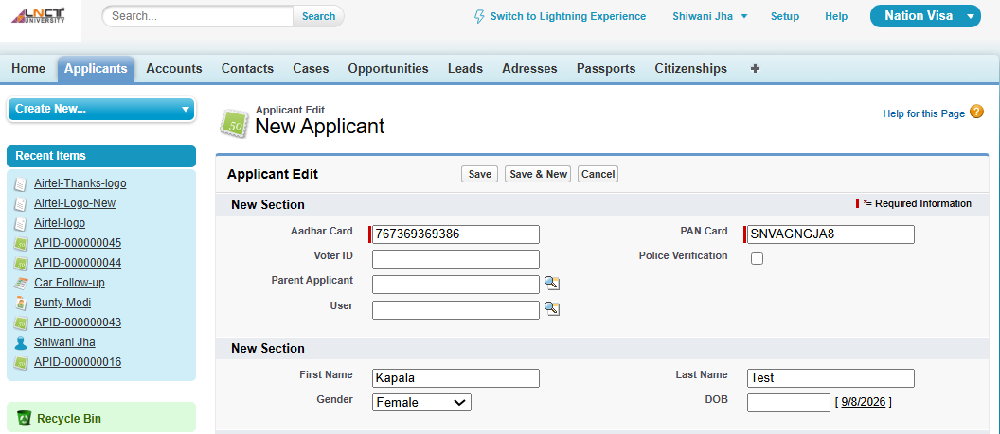 LNCT
UNIVERSITY
Search...
Search
Switch to Lightning Experience
Shiwani Jha
Setup
Help
Nation Visa
Home
Applicants
Accounts
Contacts
Cases
Opportunities
Leads
Adresses
Passports
Citizenships
+
Create New...
Recent Items
Airtel-Thanks-logo
Airtel-Logo-New
Airtel-logo
APID-000000045
APID-000000044
Car Follow-up
Bunty Modi
APID-000000043
Shiwani Jha
APID-000000016
Recycle Bin
Applicant Edit
New Applicant
Help for this Page ?
Applicant Edit
Save
Save & New
Cancel
New Section
*= Required Information
Aadhar Card 767369369386
PAN Card SNVAGNGJA8
Voter ID
Police Verification
Parent Applicant
User
New Section
First Name Kapala
Last Name Test
Gender Female
DOB [ 9/8/2026 ]